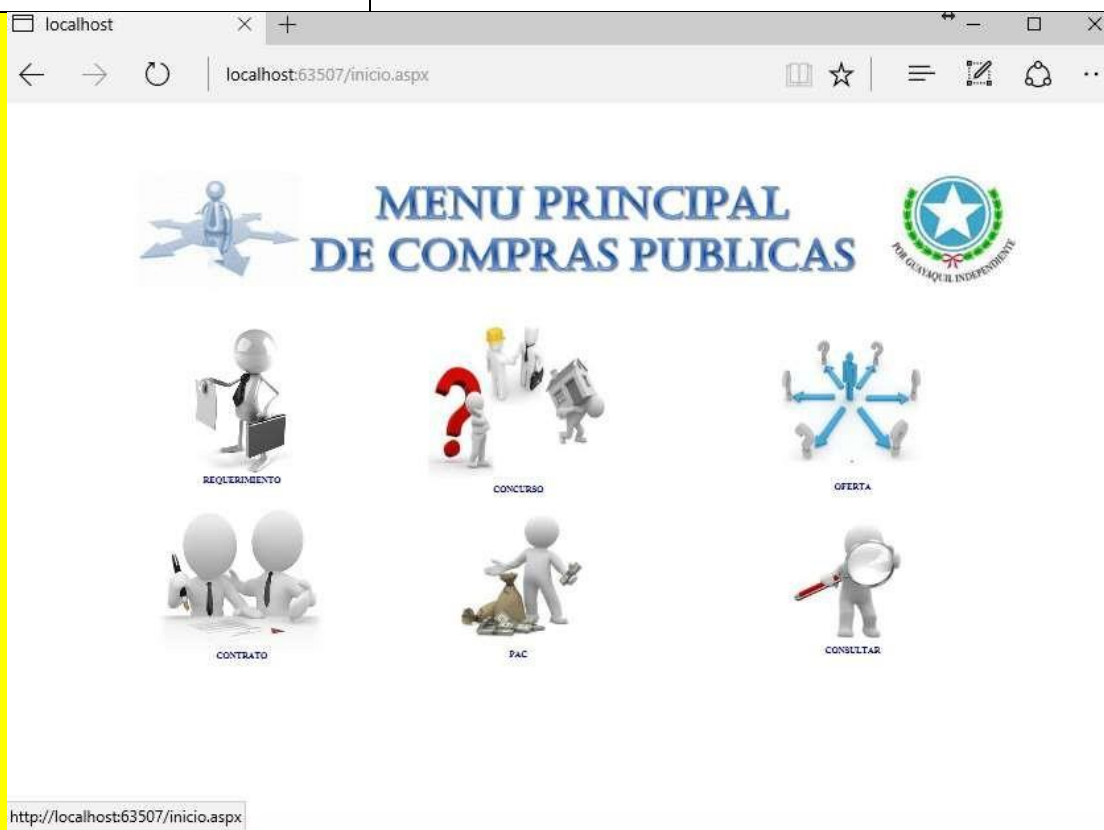 localhost
localhost:63507/inicio.aspx
MENU PRINCIPAL
DE COMPRAS PUBLICAS
POR GUAYAQUIL INDEPENDIENTE
REQUERIMIENTO
CONCURSO
OFERTA
CONTRATO
PAC
CONSULTAR
http://localhost:63507/inicio.aspx